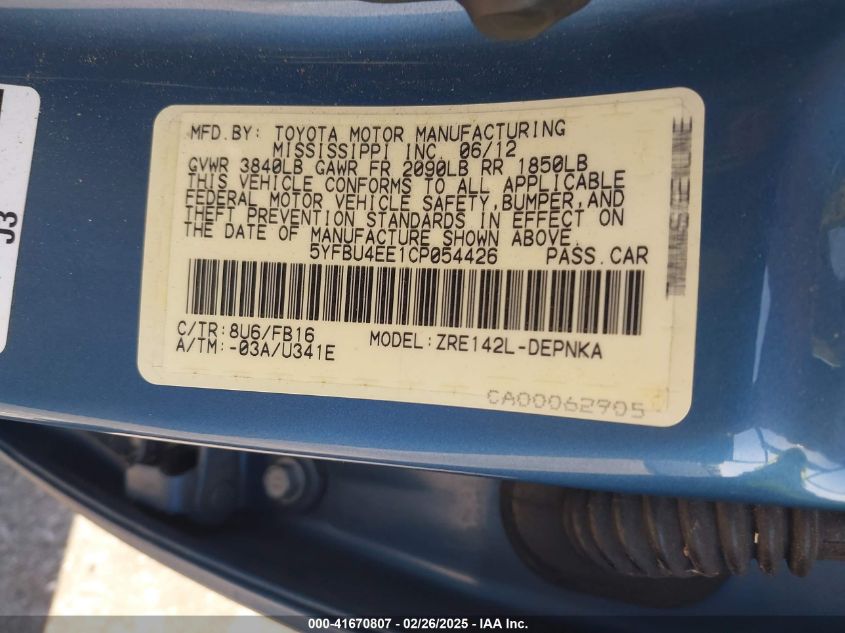 MFD.BY: TOYOTA MOTOR MANUFACTURING
MISSISSIPPI INC. 06/12
GVWR 3840LB GAWR FR 2090LB RR 1850LB
THIS VEHICLE CONFORMS TO ALL APPLICABLE
FEDERAL MOTOR VEHICLE SAFETY,BUMPER,AND
THEFT PREVENTION STANDARDS IN EFFECT ON
THE DATE OF MANUFACTURE SHOWN ABOVE.
5YFBU4EE1CP054426 PASS.CAR
C/TR:8U6/FB16 MODEL:ZRE142L-DEPNKA
A/TM:-03A/U341E
CA00062905
J3
000-41670807 - 02/26/2025 - IAA Inc.